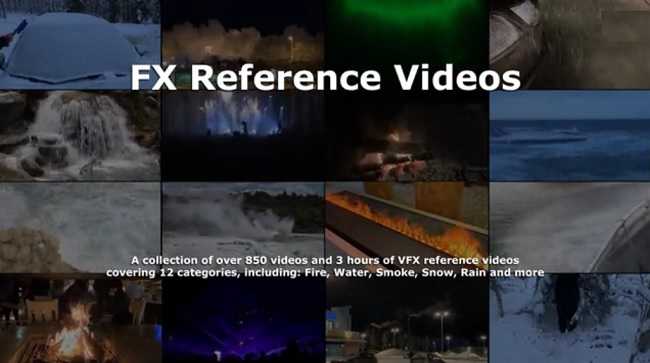 FX Reference Videos
A collection of over 850 videos and 3 hours of VFX reference videos
covering 12 categories, including: Fire, Water, Smoke, Snow, Rain and more